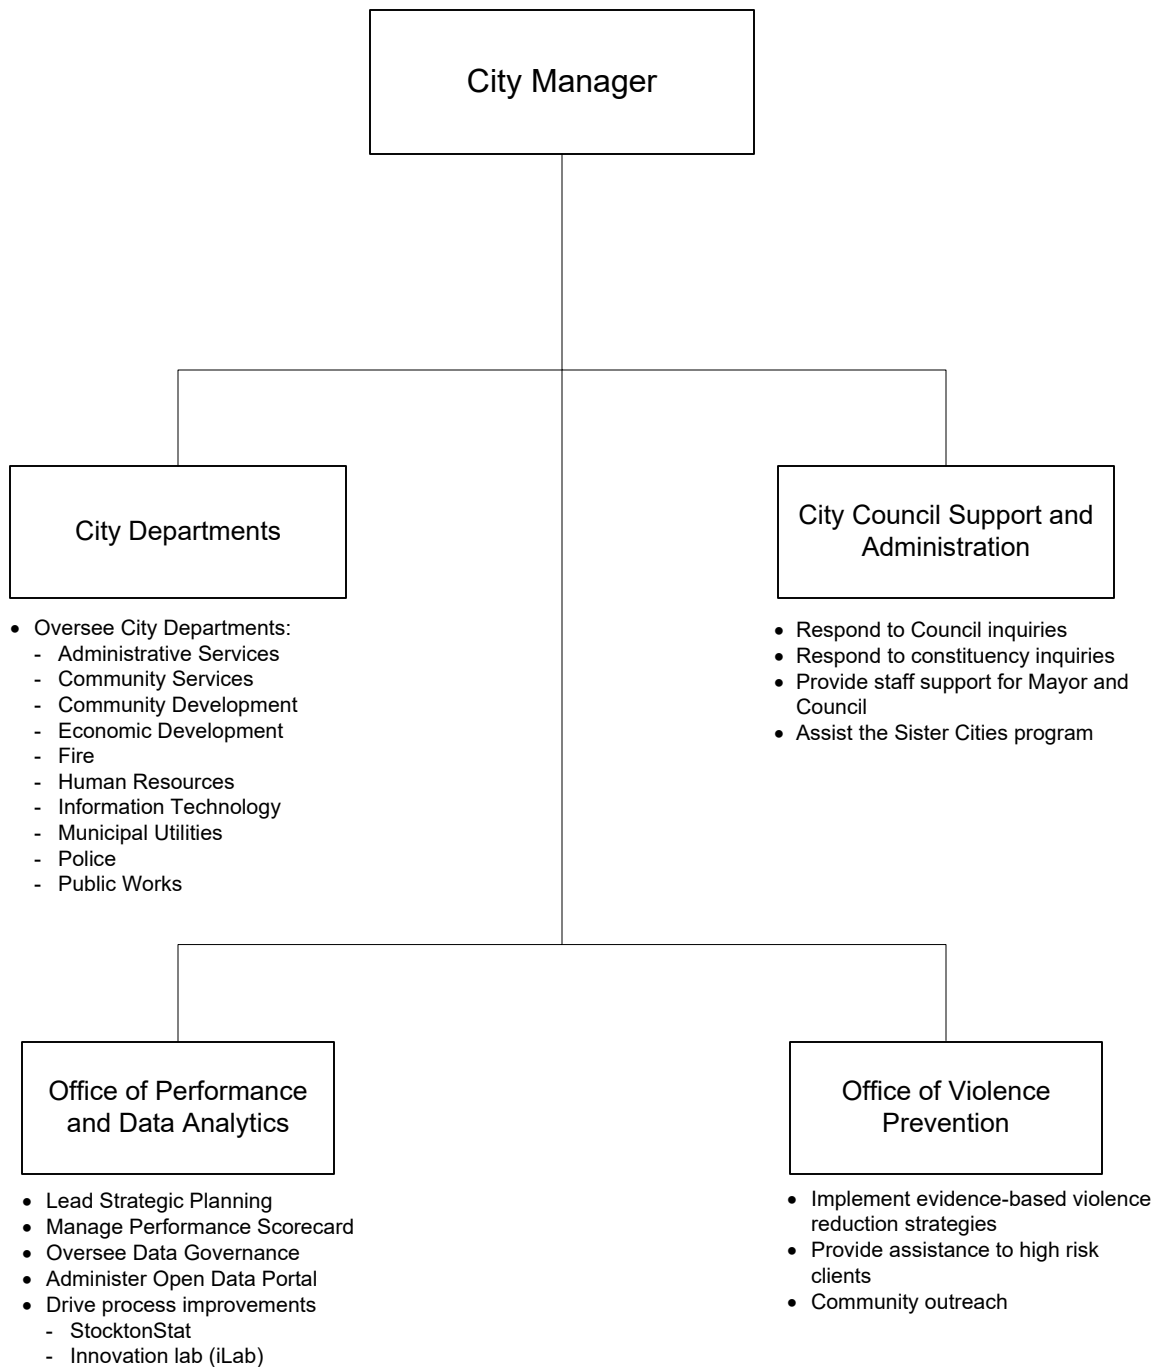 City Manager
City Departments
• Oversee City Departments:
- Administrative Services
- Community Services
- Community Development
- Economic Development
- Fire
- Human Resources
- Information Technology
- Municipal Utilities
- Police
- Public Works
City Council Support and
Administration
• Respond to Council inquiries
• Respond to constituency inquiries
• Provide staff support for Mayor and
Council
• Assist the Sister Cities program
Office of Performance
and Data Analytics
• Lead Strategic Planning
• Manage Performance Scorecard
• Oversee Data Governance
• Administer Open Data Portal
• Drive process improvements
- StocktonStat
- Innovation lab (iLab)
Office of Violence
Prevention
• Implement evidence-based violence
reduction strategies
• Provide assistance to high risk
clients
• Community outreach